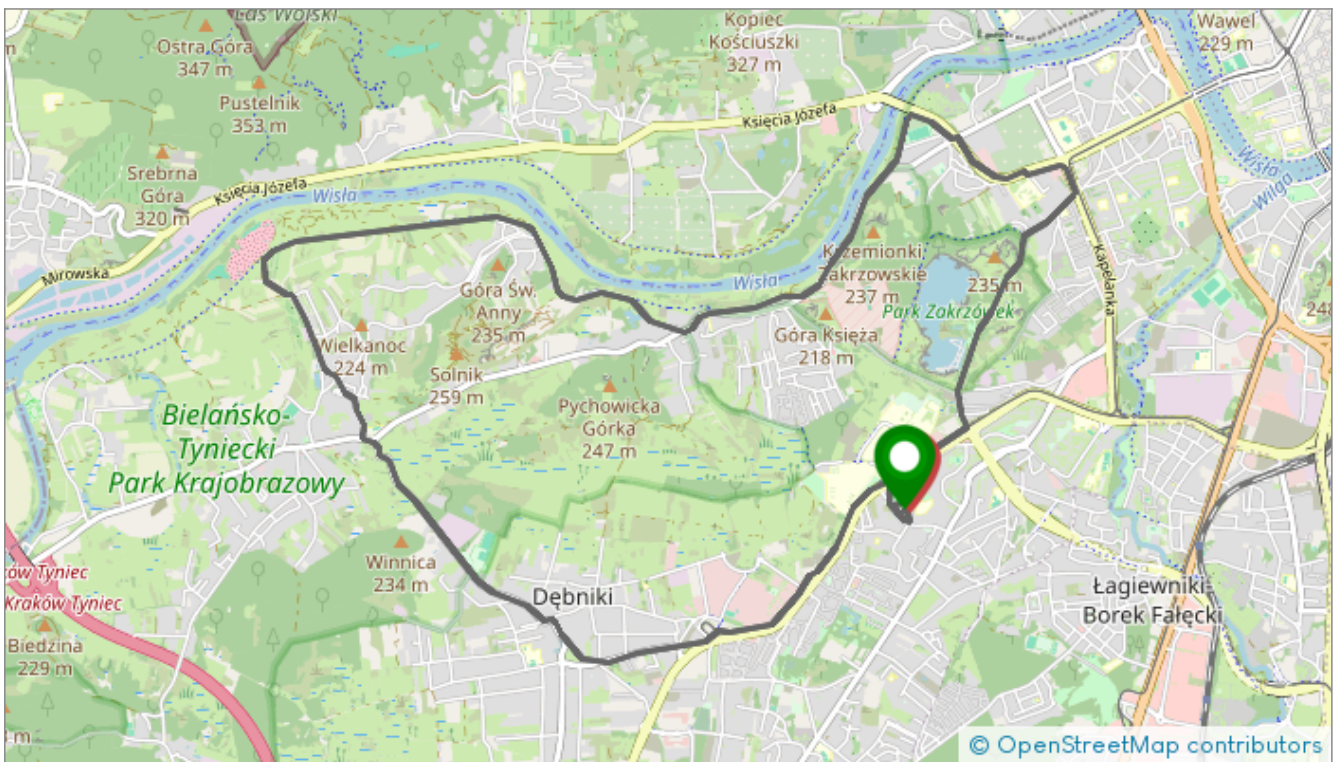 Las Wolski
Ostra Góra
347 m
Pustelnik
353 m
Srebrna
Góra
320 m
Kopiec
Kościuszki
327 m
Wawel
229 m
Księcia Józefa
Księcia Józefa
Wisła
Wisła
Wisła
Wilga
Mirowska
Góra Św.
Anny
235 m
Krzemionki
Zakrzowskie
237 m
235 m
Park Zakrzówek
Kapelanka
Góra Księża
218 m
Wielkanoc
224 m
Solnik
259 m
Pychowicka
Górka
247 m
248
Bielańsko-
Tyniecki
Park Krajobrazowy
Winnica
234 m
Dębniki
Łagiewniki-
Borek Fałęcki
ków Tyniec
Kraków Tyniec
Biedzina
229 m
m
m
© OpenStreetMap contributors